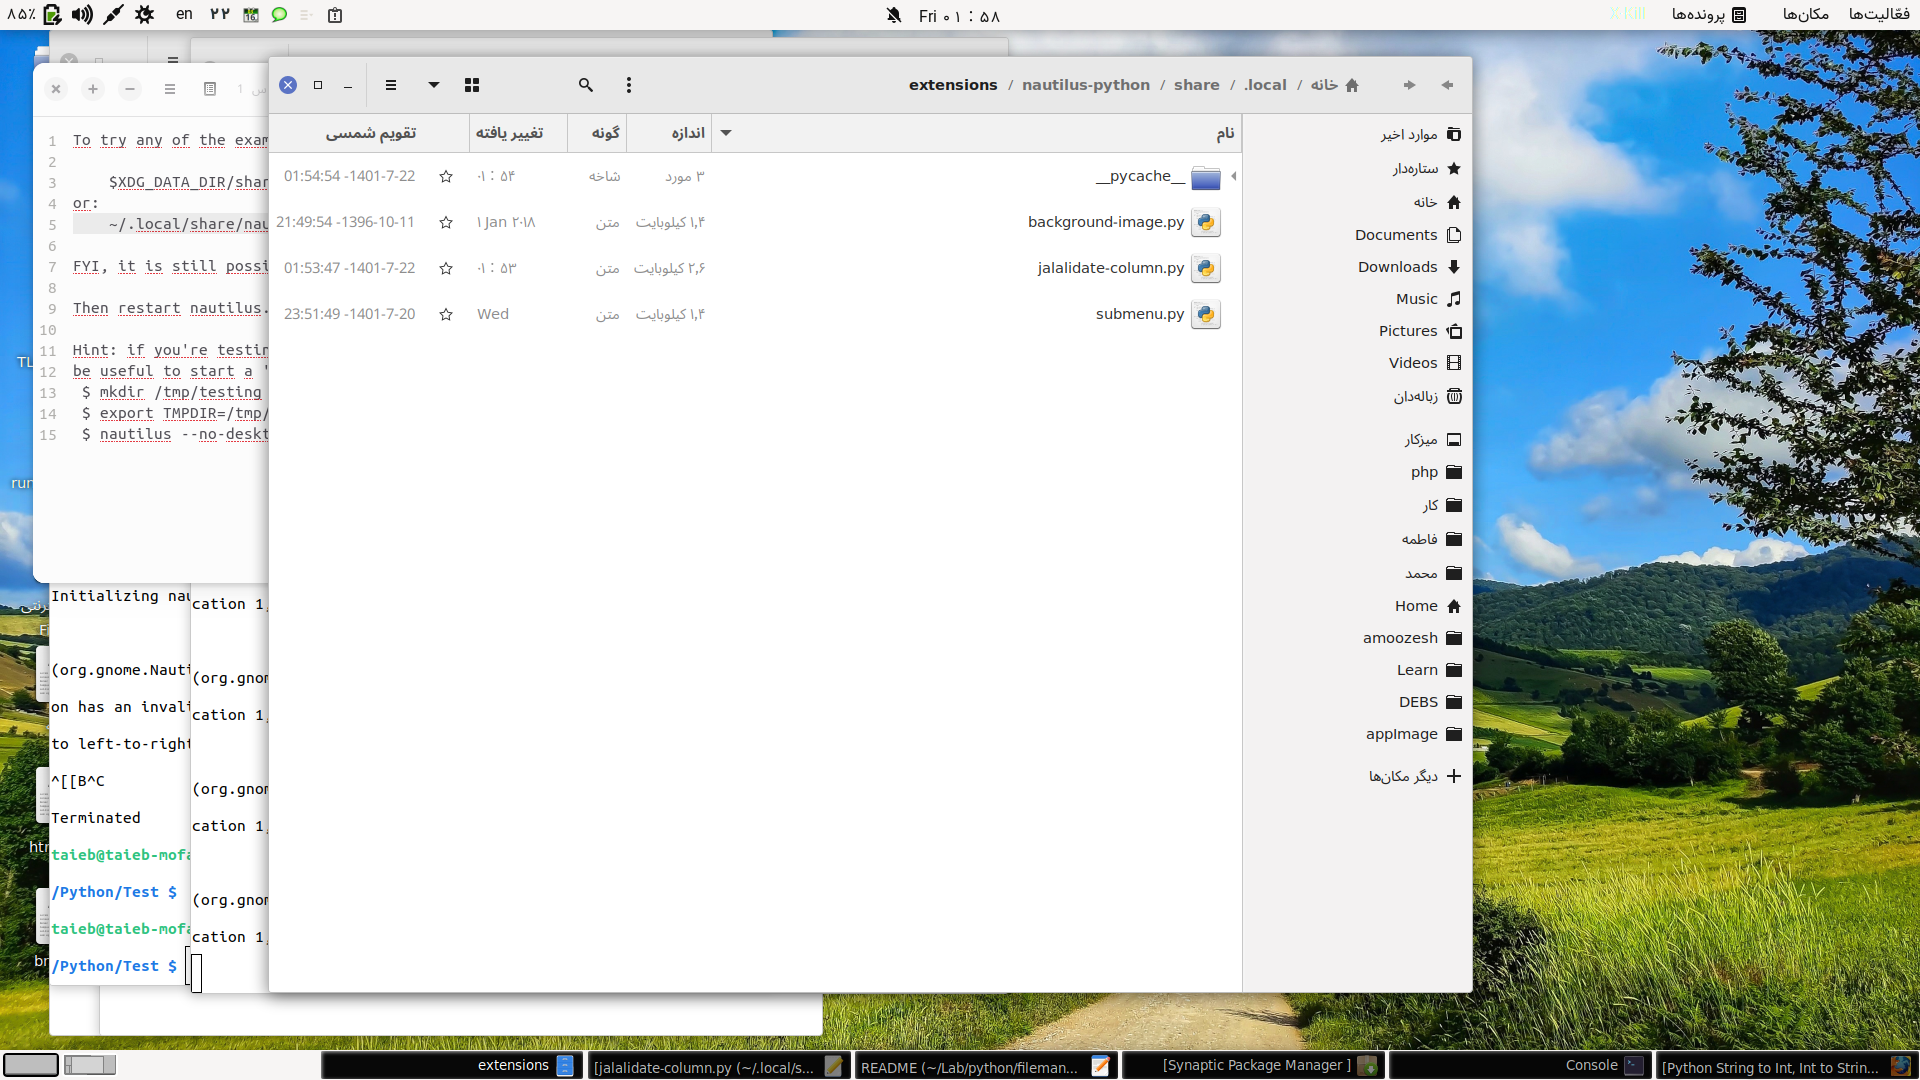 فعّالیت‌ها
مکان‌ها
پرونده‌ها
X Kill
Fri ۰۱ : ۵۸
۲۲
en
۸۵٪
extensions / nautilus-python / share / .local / خانه
نام
اندازه
گونه
تغییر یافته
تقویم شمسی
__pycache__
۳ مورد
شاخه
۰۱ : ۵۴
01:54:54 -1401-7-22
background-image.py
۱٫۴ کیلوبایت
متن
۱ Jan ۲۰۱۸
21:49:54 -1396-10-11
jalalidate-column.py
۲٫۶ کیلوبایت
متن
۰۱ : ۵۳
01:53:47 -1401-7-22
submenu.py
۱٫۴ کیلوبایت
متن
Wed
23:51:49 -1401-7-20
موارد اخیر
ستاره‌دار
خانه
Documents
Downloads
Music
Pictures
Videos
زباله‌دان
میزکار
php
کار
فاطمه
محمد
Home
amoozesh
Learn
DEBS
appImage
دیگر مکان‌ها
1 To try any of the exam
2
3 $XDG_DATA_DIR/shar
4 or:
5 ~/.local/share/nau
6
7 FYI, it is still possi
8
9 Then restart nautilus.
10
11 Hint: if you're testin
12 be useful to start a
13 $ mkdir /tmp/testing
14 $ export TMPDIR=/tmp/
15 $ nautilus --no-deskt
Initializing nau
(org.gnome.Nauti
on has an invali
to left-to-right
^[[B^C
Terminated
taieb@taieb-mofa
/Python/Test $
taieb@taieb-mofa
/Python/Test $
cation 1
(org.gnom
cation 1
(org.gnom
cation 1
(org.gnom
cation 1
TL
run
htr
br
extensions
[jalalidate-column.py (~/.local/s...
README (~/Lab/python/fileman...
[Synaptic Package Manager ]
Console
[Python String to Int, Int to Strin...